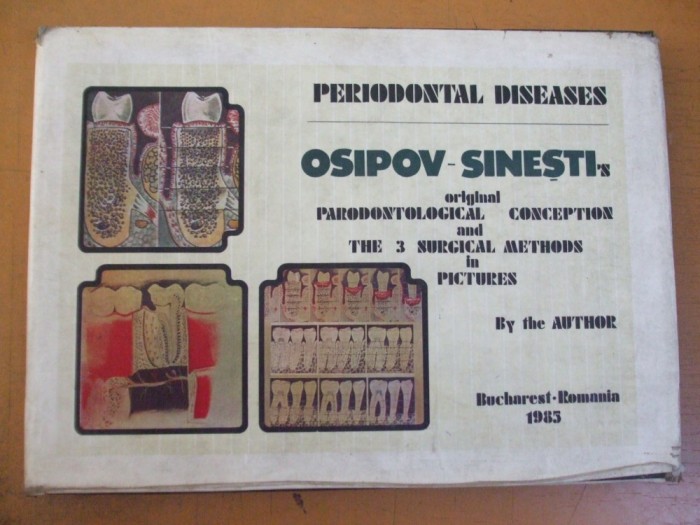 PERIODONTAL DISEASES
OSIPOV-SINEȘTI's
original
PARODONTOLOGICAL CONCEPTION
and
THE 3 SURGICAL METHODS
in
PICTURES
By the AUTHOR
Bucharest-Romania
1985